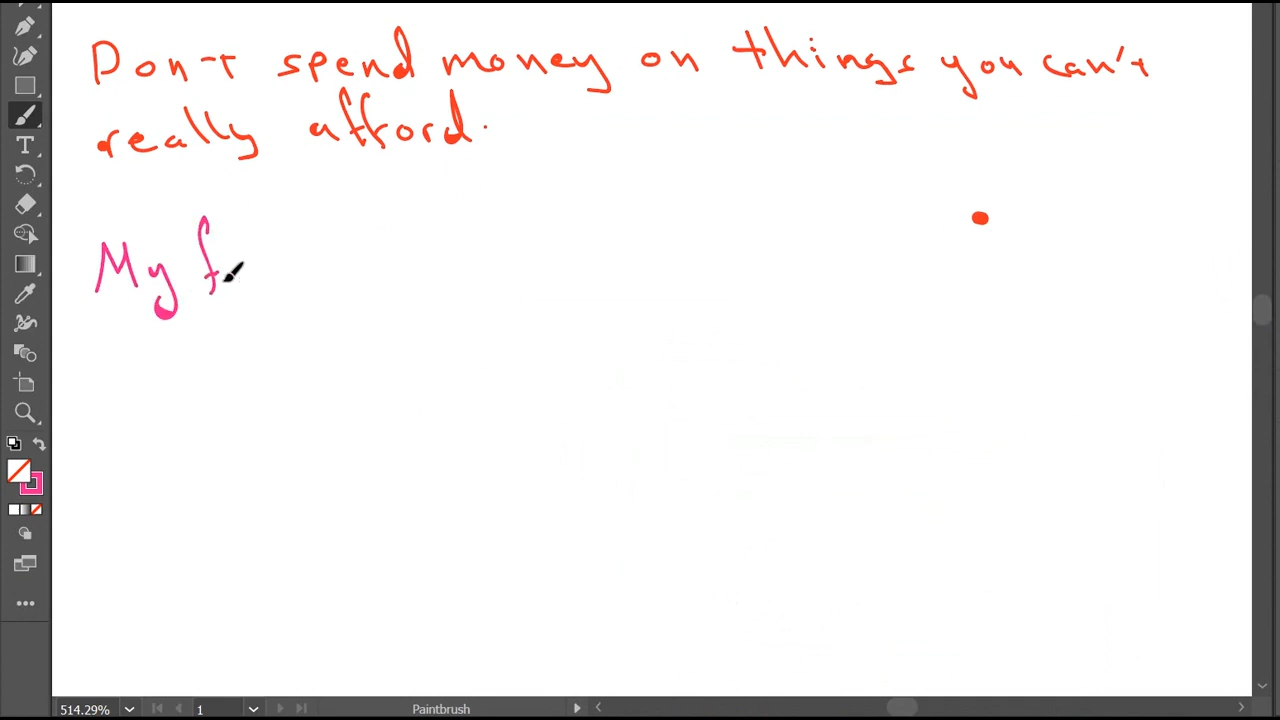 Don-t spend money on things you can't
really afford.
My f
514.29%
1
Paintbrush